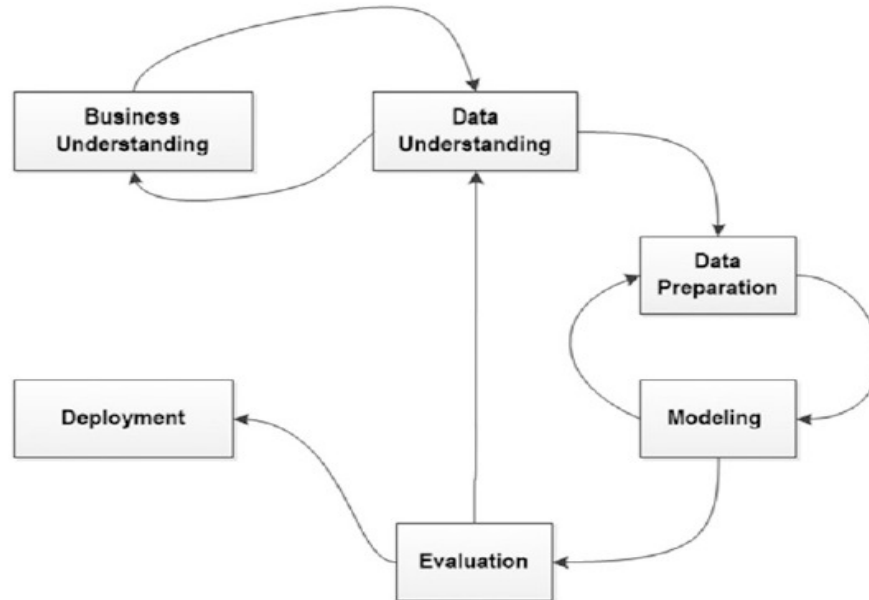 Business
Understanding
Data
Understanding
Data
Preparation
Modeling
Deployment
Evaluation